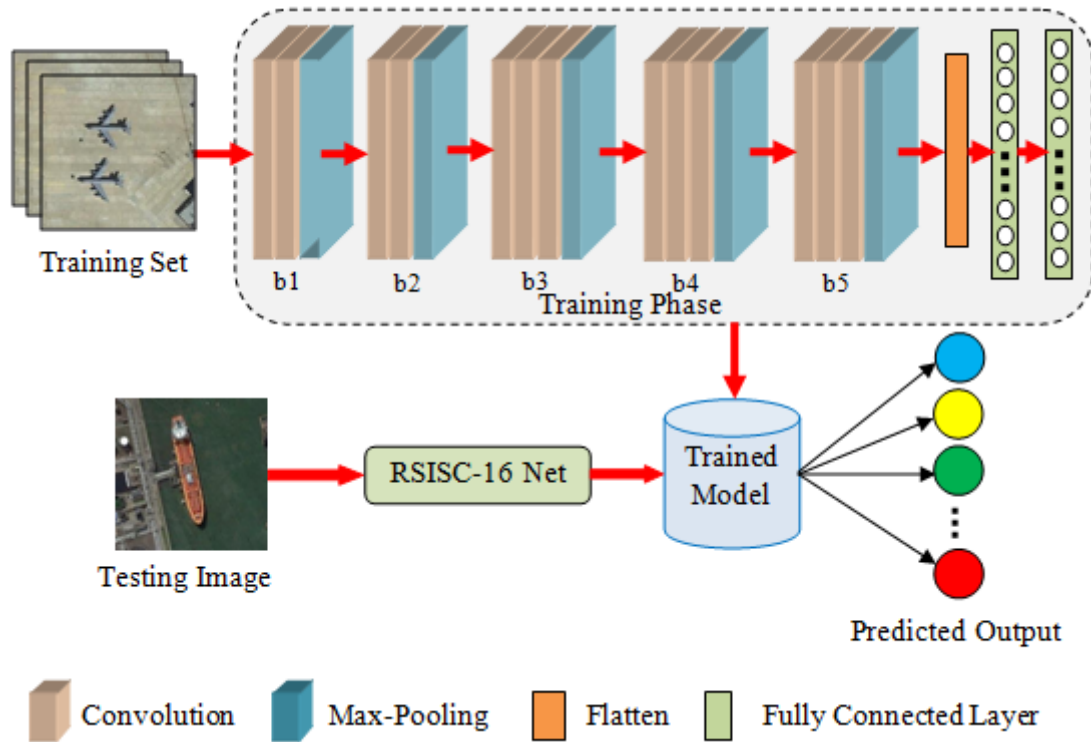 Training Set
b1
b2
b3
b4
b5
Training Phase
RSISC-16 Net
Trained
Model
Testing Image
Predicted Output
Convolution
Max-Pooling
Flatten
Fully Connected Layer